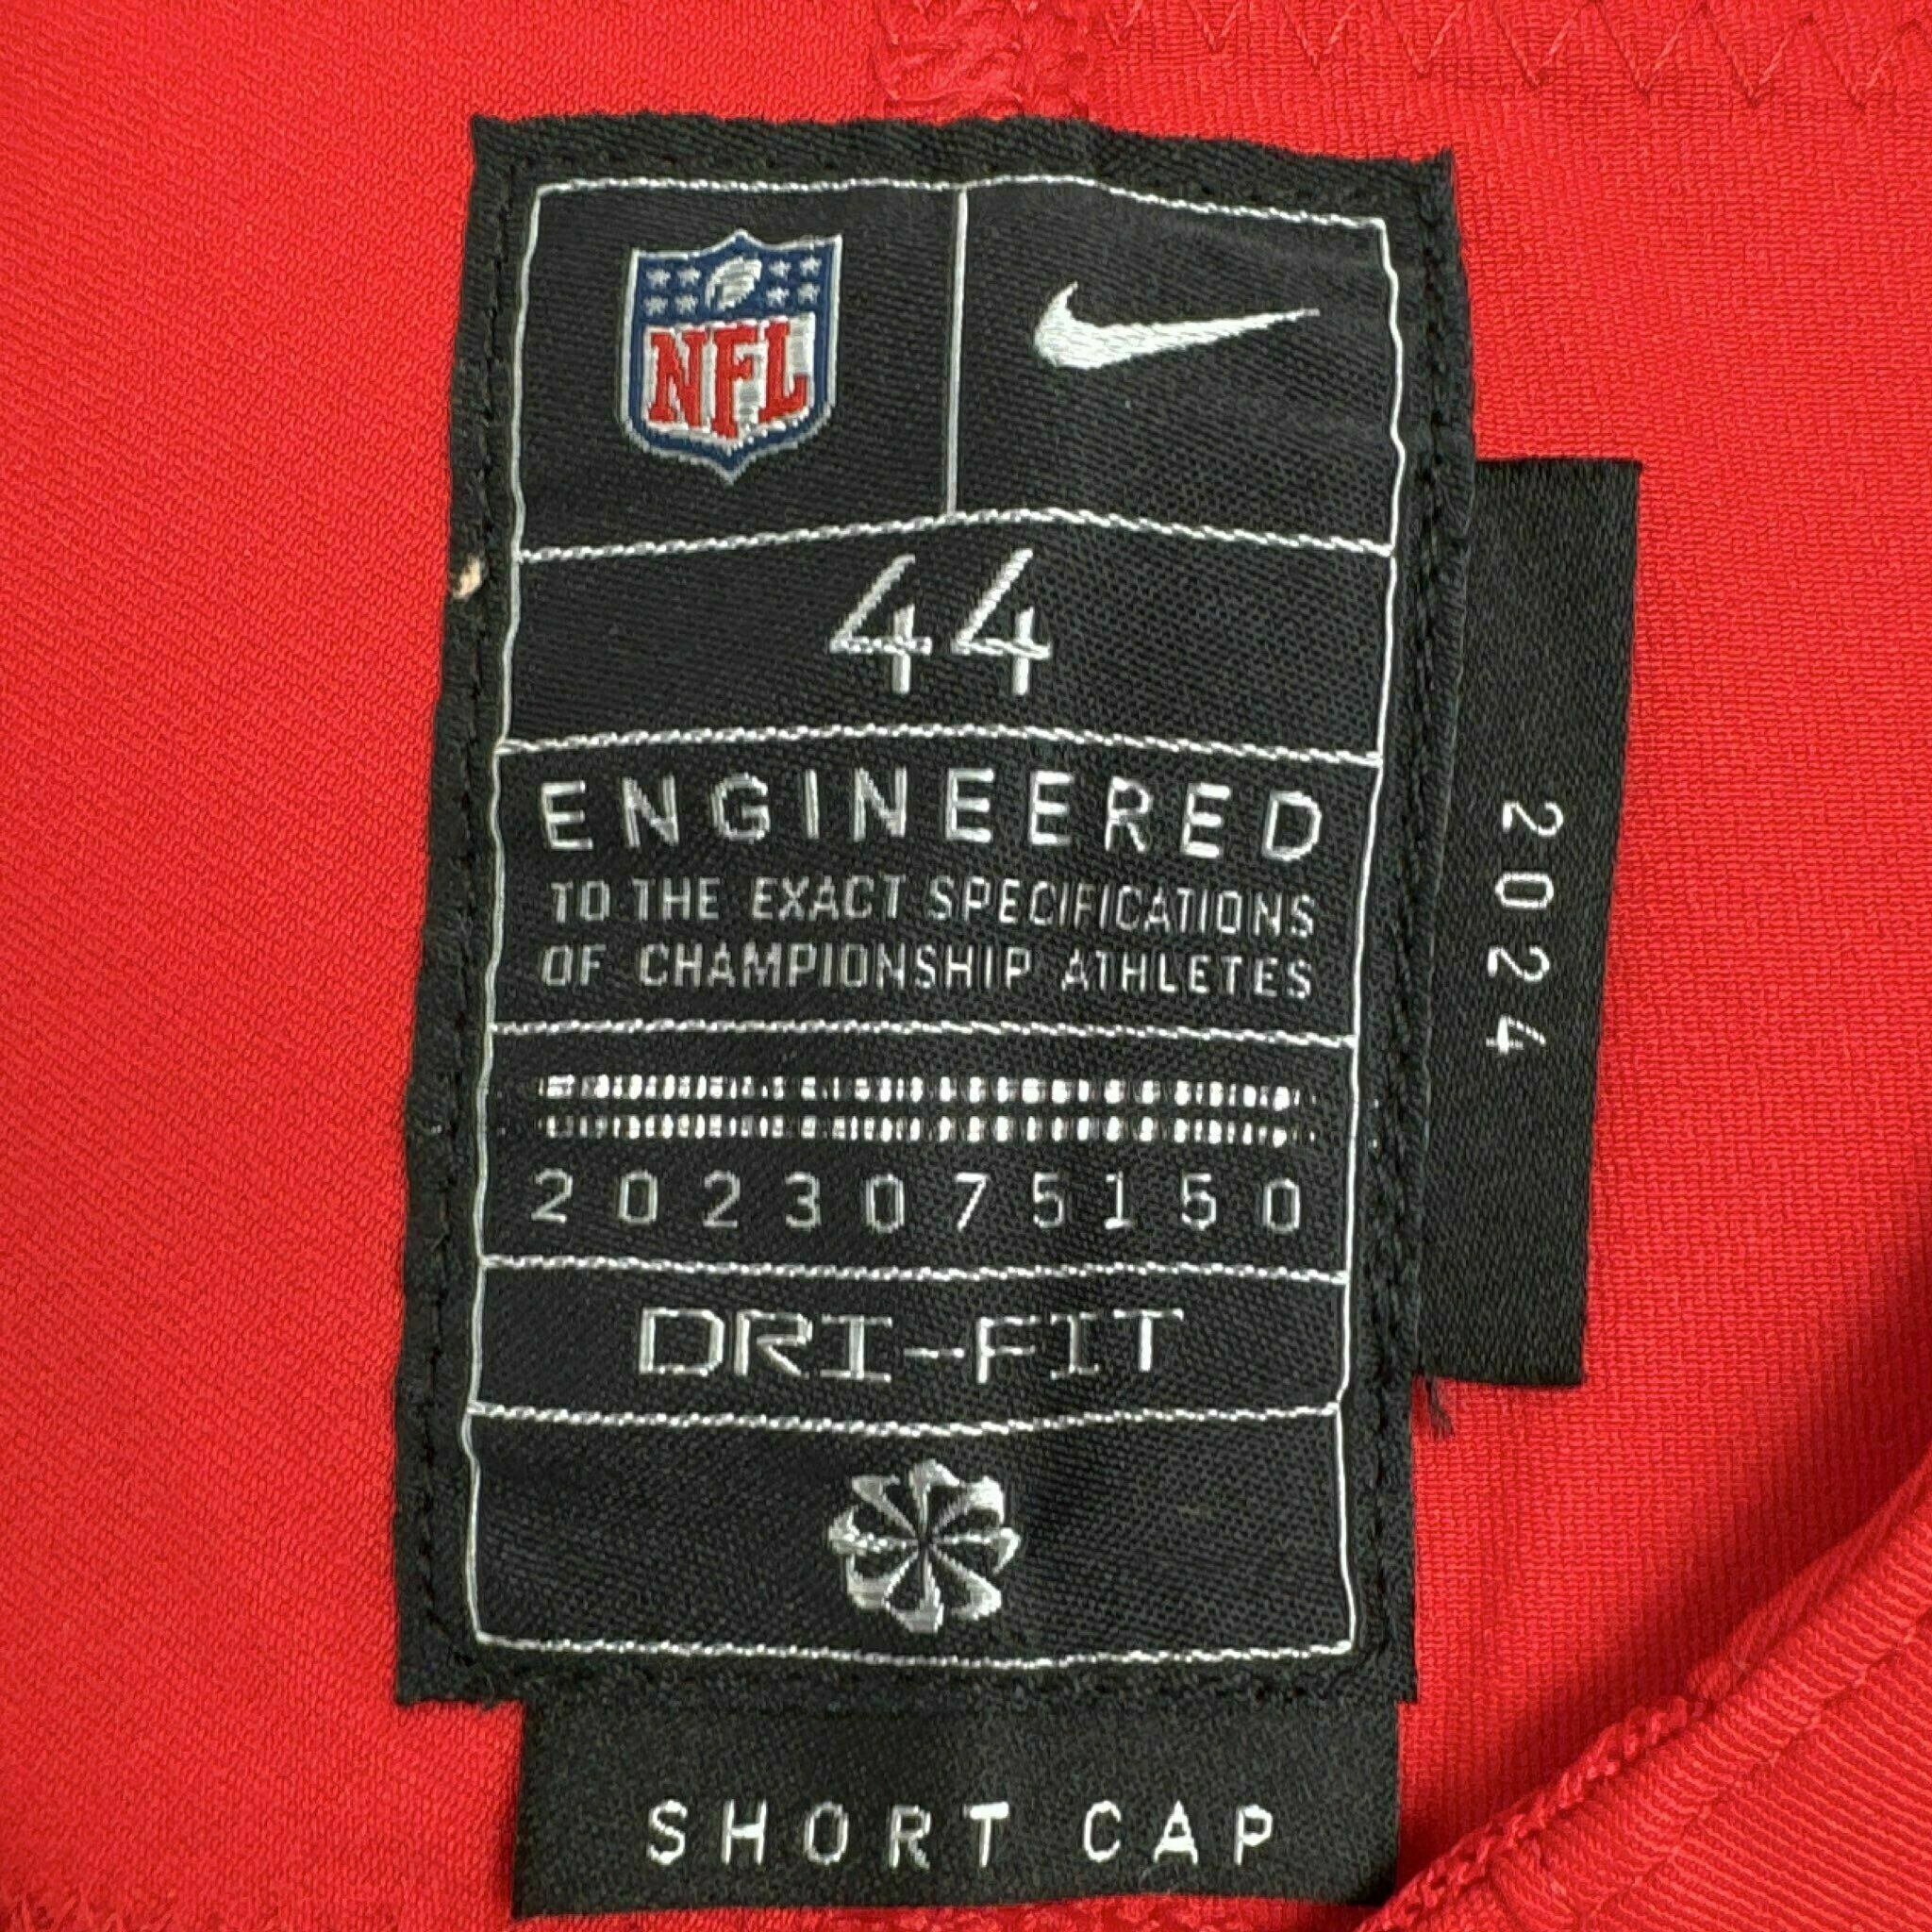 NFL
44
ENGINEERED
TO THE EXACT SPECIFICATIONS
OF CHAMPIONSHIP ATHLETES
2023075150
DRI-FIT
SHORT CAP
2024